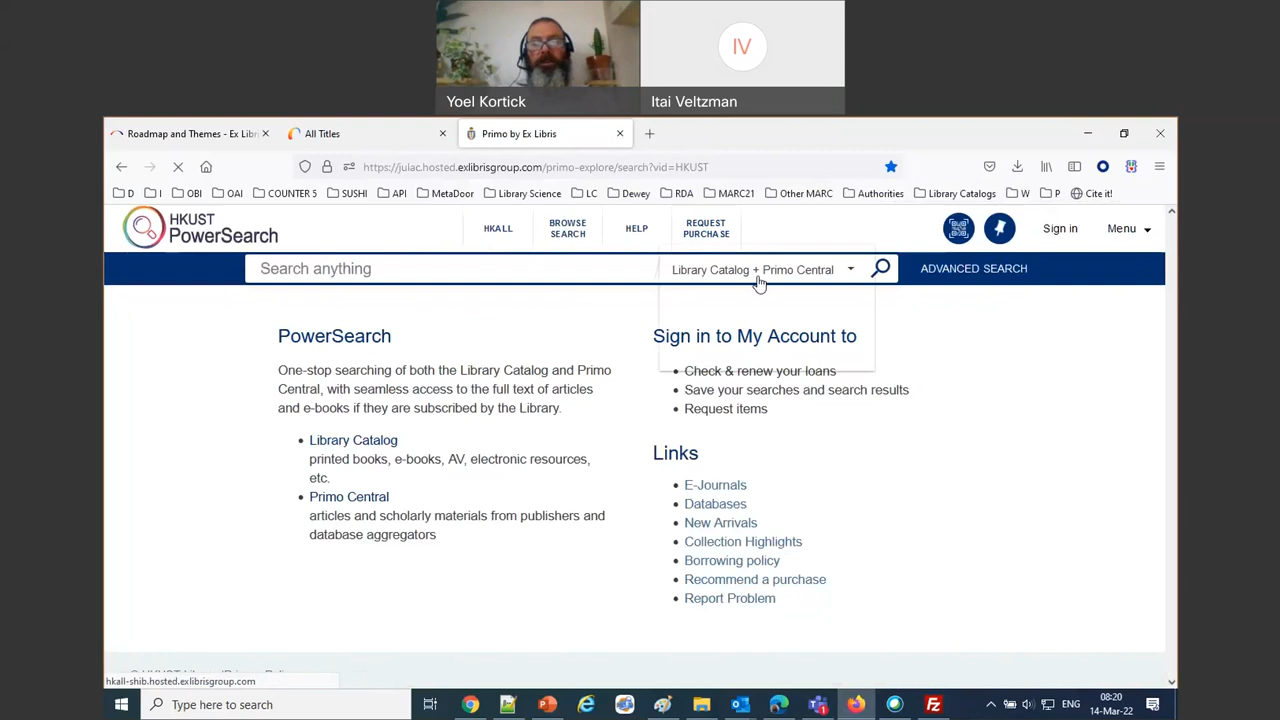 IV
Yoel Kortick
Itai Veltzman
Roadmap and Themes - Ex Libri
All Titles
Primo by Ex Libris
https://julac.hosted.exlibrisgroup.com/primo-explore/search?vid=HKUST
D
I
OBI
OAI
COUNTER 5
SUSHI
API
MetaDoor
Library Science
LC
Dewey
RDA
MARC21
Other MARC
Authorities
Library Catalogs
W
P
Cite it!
HKUST
PowerSearch
HKALL
BROWSE
SEARCH
HELP
REQUEST
PURCHASE
Sign in
Menu
Search anything
Library Catalog + Primo Central
ADVANCED SEARCH
PowerSearch
One-stop searching of both the Library Catalog and Primo
Central, with seamless access to the full text of articles
and e-books if they are subscribed by the Library.
Library Catalog
printed books, e-books, AV, electronic resources,
etc.
Primo Central
articles and scholarly materials from publishers and
database aggregators
Sign in to My Account to
Check & renew your loans
Save your searches and search results
Request items
Links
E-Journals
Databases
New Arrivals
Collection Highlights
Borrowing policy
Recommend a purchase
Report Problem
hkall-shib.hosted.exlibrisgroup.com
Type here to search
ENG
08:20
14-Mar-22